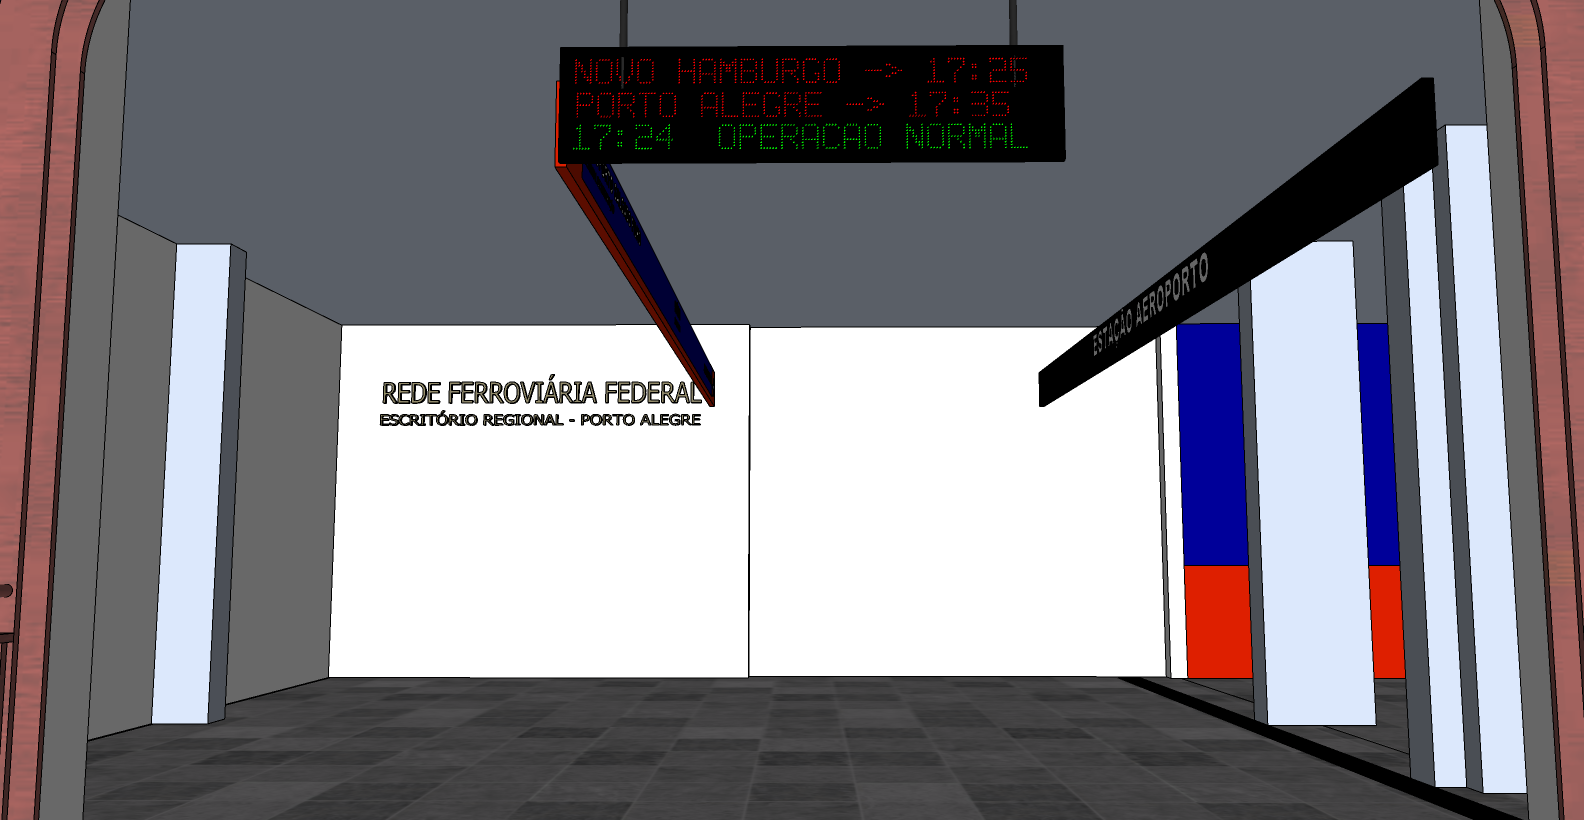 NOVO HAMBURGO -> 17:25
PORTO ALEGRE -> 17:35
17:24 OPERACAO NORMAL
ESTAÇÃO AEROPORTO
REDE FERROVIÁRIA FEDERAL
ESCRITÓRIO REGIONAL - PORTO ALEGRE